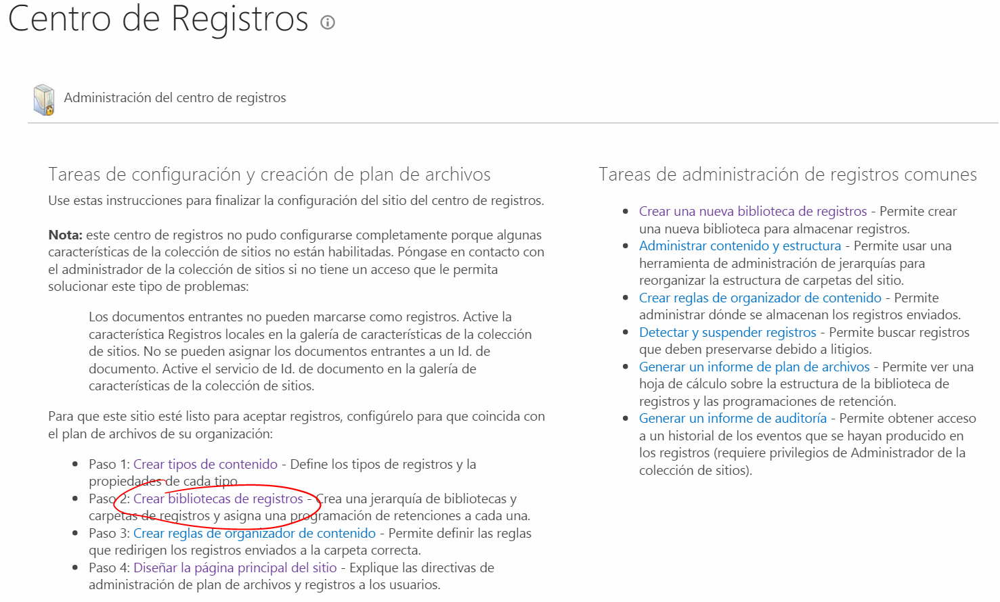 Centro de Registros
Administración del centro de registros
Tareas de configuración y creación de plan de archivos
Use estas instrucciones para finalizar la configuración del sitio del centro de registros.
Nota: este centro de registros no pudo configurarse completamente porque algunas
características de la colección de sitios no están habilitadas. Póngase en contacto con
el administrador de la colección de sitios si no tiene un acceso que le permita
solucionar este tipo de problemas:
Los documentos entrantes no pueden marcarse como registros. Active la
característica Registros locales en la galería de características de la colección
de sitios. No se pueden asignar los documentos entrantes a un Id. de
documento. Active el servicio de Id. de documento en la galería de
características de la colección de sitios.
Para que este sitio esté listo para aceptar registros, configúrelo para que coincida con
el plan de archivos de su organización:
Paso 1: Crear tipos de contenido - Define los tipos de registros y la
propiedades de cada tipo
Paso 2: Crear bibliotecas de registros - Crea una jerarquía de bibliotecas y
carpetas de registros y asigna una programación de retenciones a cada una.
Paso 3: Crear reglas de organizador de contenido - Permite definir las reglas
que redirigen los registros enviados a la carpeta correcta.
Paso 4: Diseñar la página principal del sitio - Explique las directivas de
administración de plan de archivos y registros a los usuarios.
Tareas de administración de registros comunes
Crear una nueva biblioteca de registros - Permite crear
una nueva biblioteca para almacenar registros.
Administrar contenido y estructura - Permite usar una
herramienta de administración de jerarquías para
reorganizar la estructura de carpetas del sitio.
Crear reglas de organizador de contenido - Permite
administrar dónde se almacenan los registros enviados.
Detectar y suspender registros - Permite buscar registros
que deben preservarse debido a litigios.
Generar un informe de plan de archivos - Permite ver una
hoja de cálculo sobre la estructura de la biblioteca de
registros y las programaciones de retención.
Generar un informe de auditoría - Permite obtener acceso
a un historial de los eventos que se hayan producido en
los registros (requiere privilegios de Administrador de la
colección de sitios).